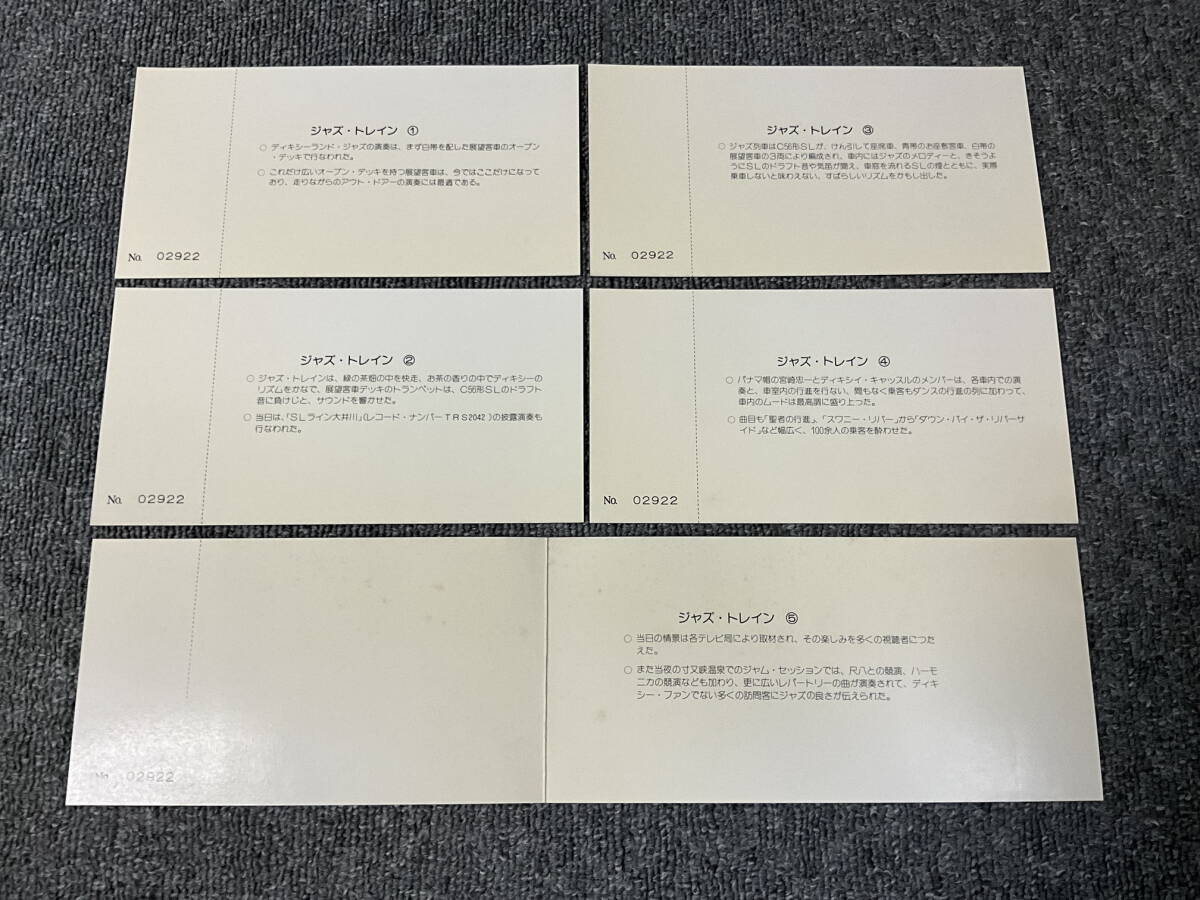 ジャズ・トレイン ①
○ ディキシーランド・ジャズの演奏は、まず白帯を配した展望客車のオープン
・デッキで行なわれた。
○ これだけ広いオープン・デッキを持つ展望客車は、今ではここだけになって
おり、走りながらのアウト・ドアーの演奏には最適である。
No. 02922
ジャズ・トレイン ②
○ ジャズ・トレインは、緑の茶畑の中を快走、お茶の香りの中でディキシーの
リズムをかなで、展望客車デッキのトランペットは、C56形SLのドラフト
音に負けじと、サウンドを響かせた。
○ 当日は、「SLライン大井川」(レコード・ナンバーTRS2042)の披露演奏も
行なわれた。
No. 02922
ジャズ・トレイン ③
○ ジャズ列車はC56形SLが、けん引して座席車、青帯のお座敷客車、白帯の
展望客車の3両により編成され、車内にはジャズのメロディーと、きそうよ
うにSLのドラフト音や気笛が聞え、車窓を流れるSLの煙とともに、実際
乗車しないと味わえない、すばらしいリズムをかもし出した。
No. 02922
ジャズ・トレイン ④
○ パナマ帽の宮崎忠一とディキシイ・キャッスルのメンバーは、各車内での演
奏と、車室内の行進を行ない、間もなく乗客もダンスの行進の列に加わって、
車内のムードは最高潮に盛り上った。
○ 曲目も「聖者の行進」、「スワニー・リバー」から「ダウン・バイ・ザ・リバーサ
イド」など幅広く、100余人の乗客を酔わせた。
No. 02922
ジャズ・トレイン ⑤
○ 当日の情景は各テレビ局により取材され、その楽しみを多くの視聴者につた
えた。
○ また当夜の寸又峡温泉でのジャム・セッションでは、尺八との競演、ハーモ
ニカの競演なども加わり、更に広いレパートリーの曲が演奏されて、ディキ
シー・ファンでない多くの訪問客にジャズの良さが伝えられた。
No. 02922